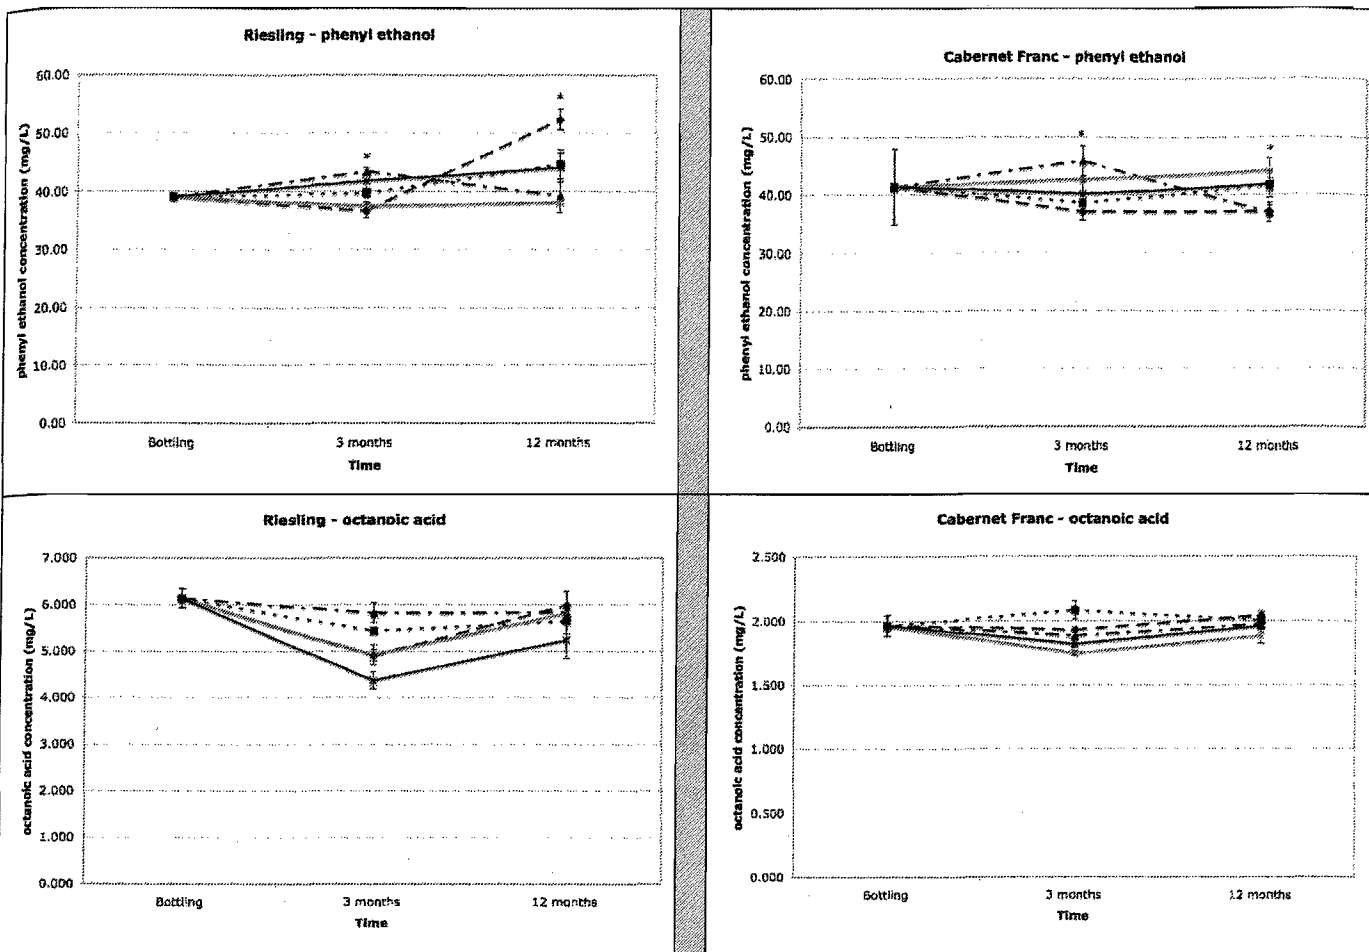 Riesling - phenyl ethanol
phenyl ethanol concentration (mg/L)
60.00
50.00
40.00
30.00
20.00
10.00
0.00
*
*
Bottling
3 months
12 months
Time
Cabernet Franc - phenyl ethanol
phenyl ethanol concentration (mg/L)
60.00
50.00
40.00
30.00
20.00
10.00
0.00
*
*
Bottling
3 months
12 months
Time
Riesling - octanoic acid
octanoic acid concentration (mg/L)
7.000
6.000
5.000
4.000
3.000
2.000
1.000
0.000
Bottling
3 months
12 months
Time
Cabernet Franc - octanoic acid
octanoic acid concentration (mg/L)
2.500
2.000
1.500
1.000
0.500
0.000
Bottling
3 months
12 months
Time